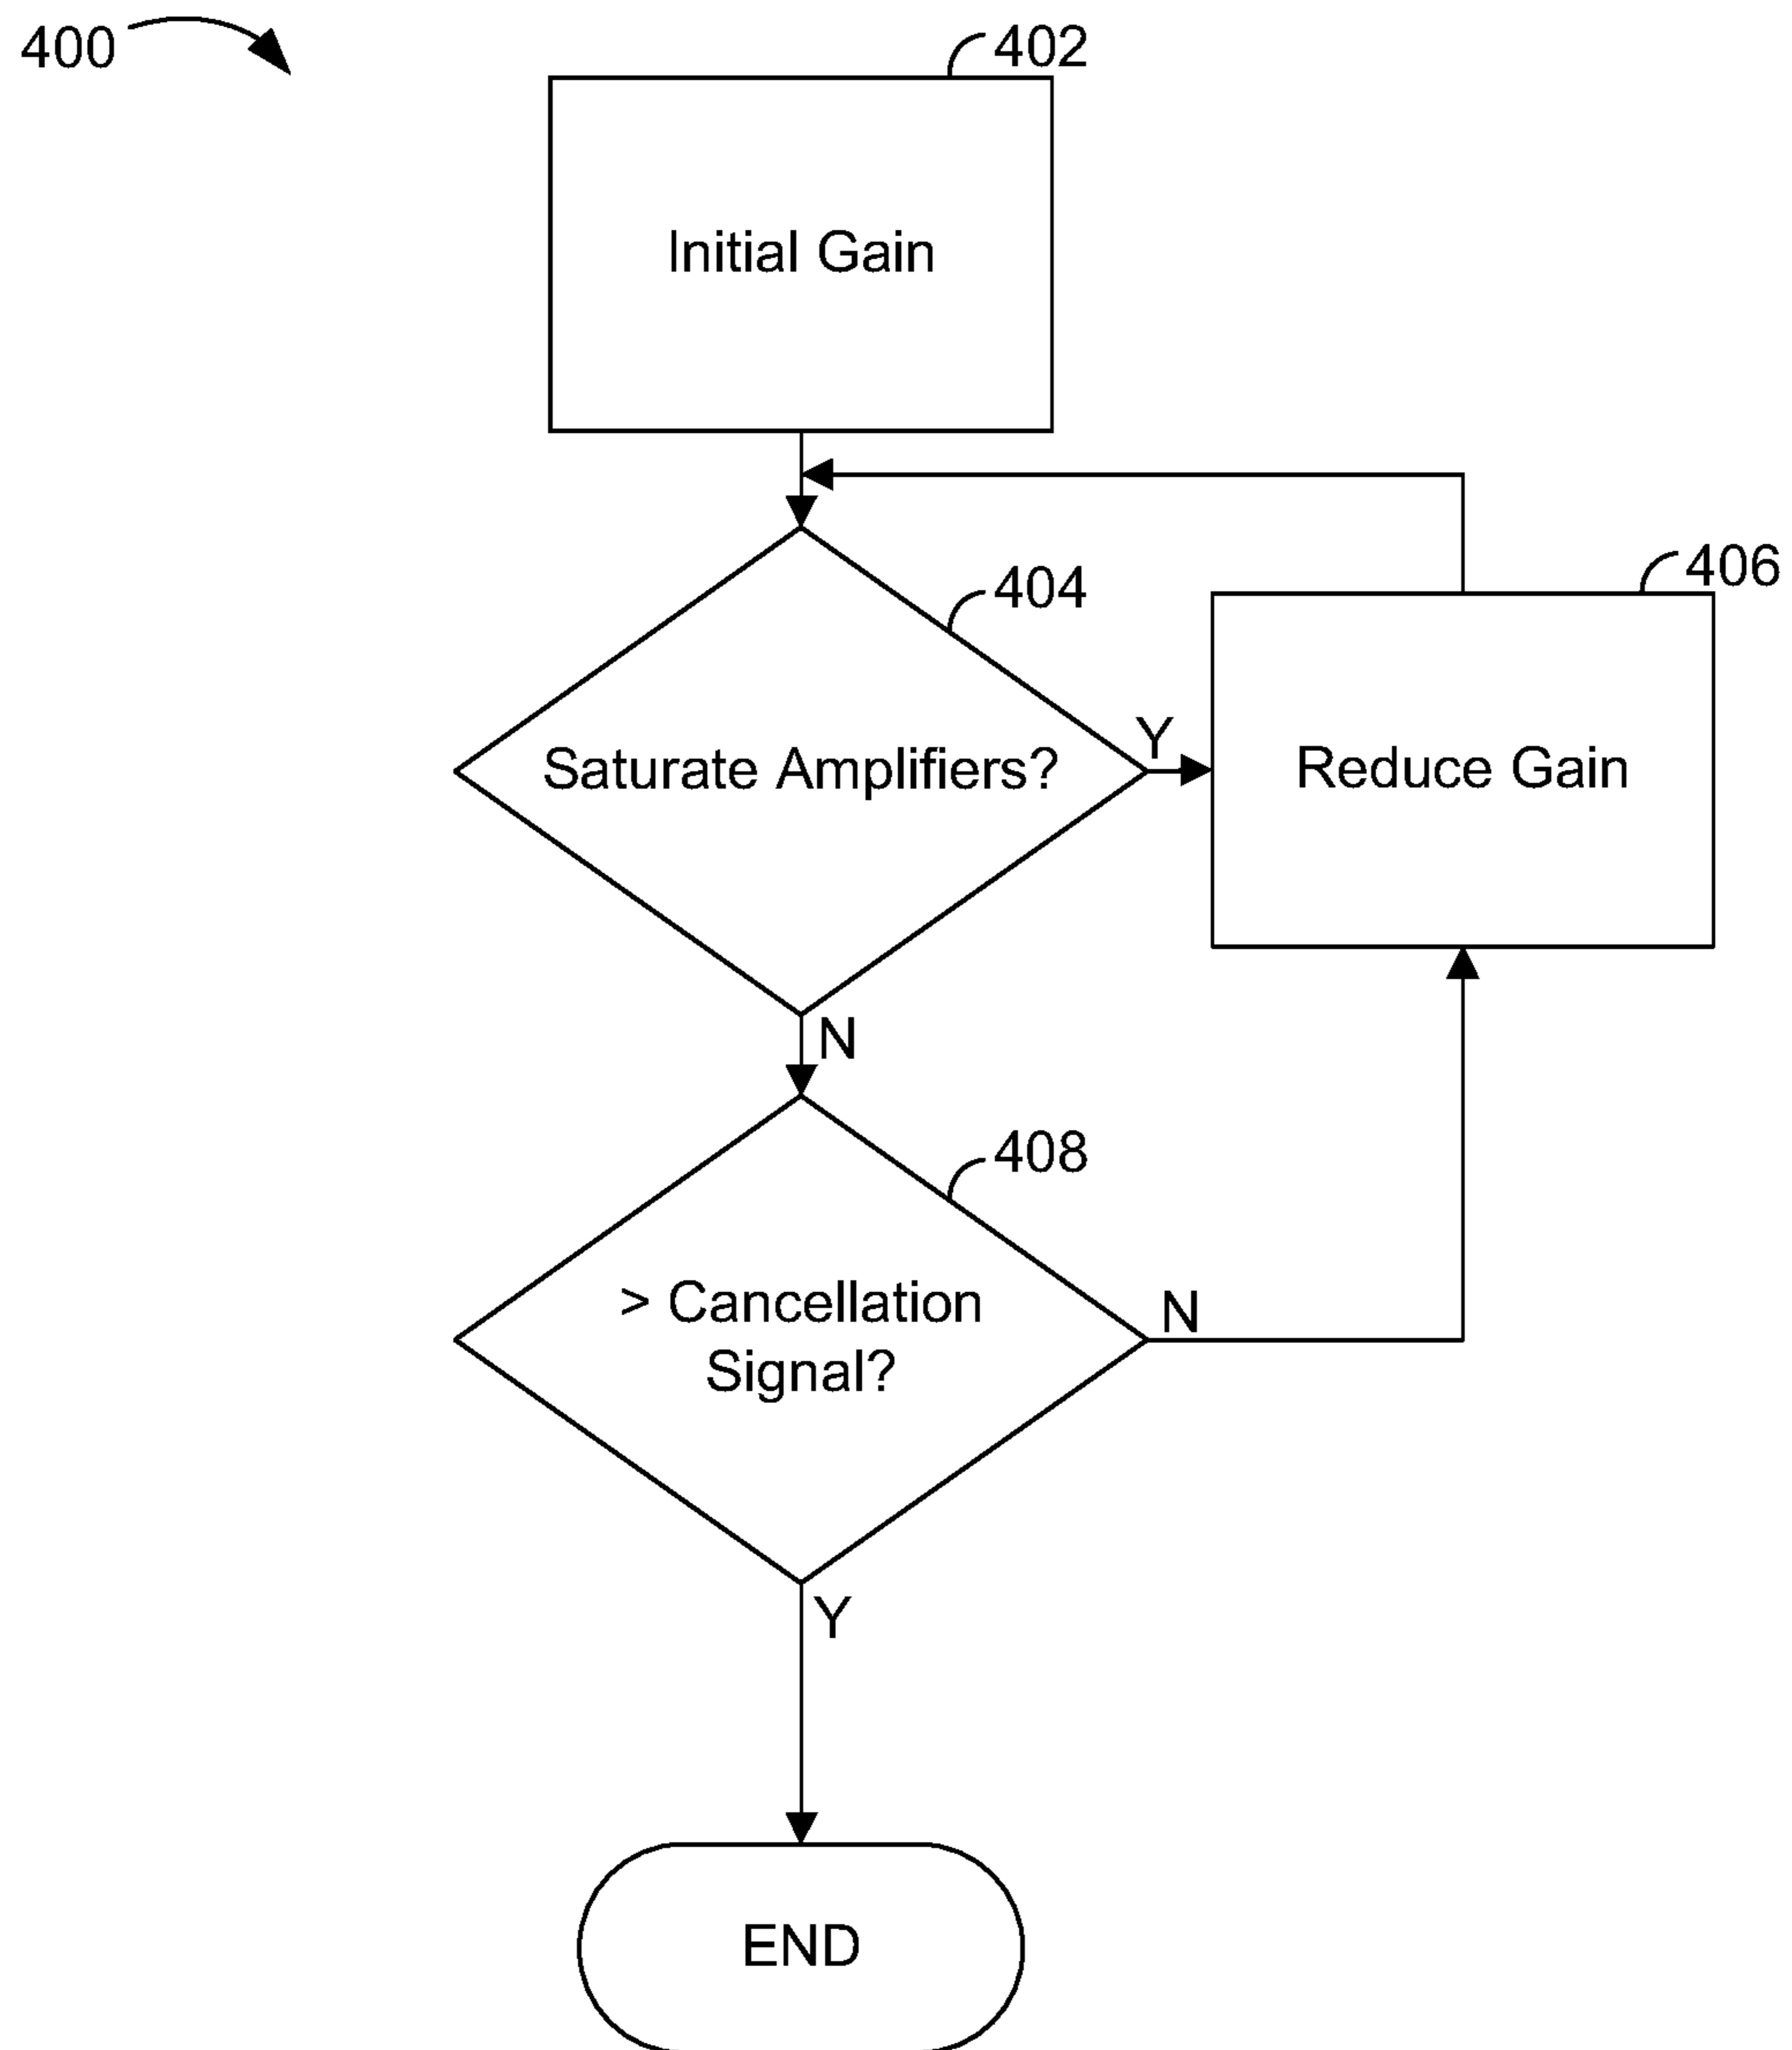 400
402
Initial Gain
404
Saturate Amplifiers?
Y
406
Reduce Gain
N
408
> Cancellation
Signal?
N
Y
END